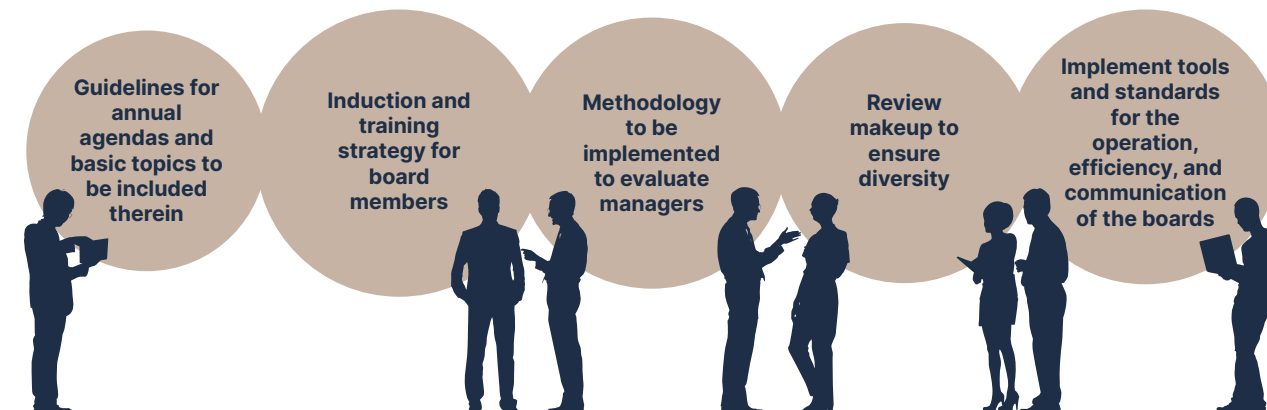 Guidelines for
annual
agendas and
basic topics to
be included
therein
Induction and
training
strategy for
board
members
Methodology
to be
implemented
to evaluate
managers
Review
makeup to
ensure
diversity
Implement tools
and standards
for the
operation,
efficiency, and
communication
of the boards